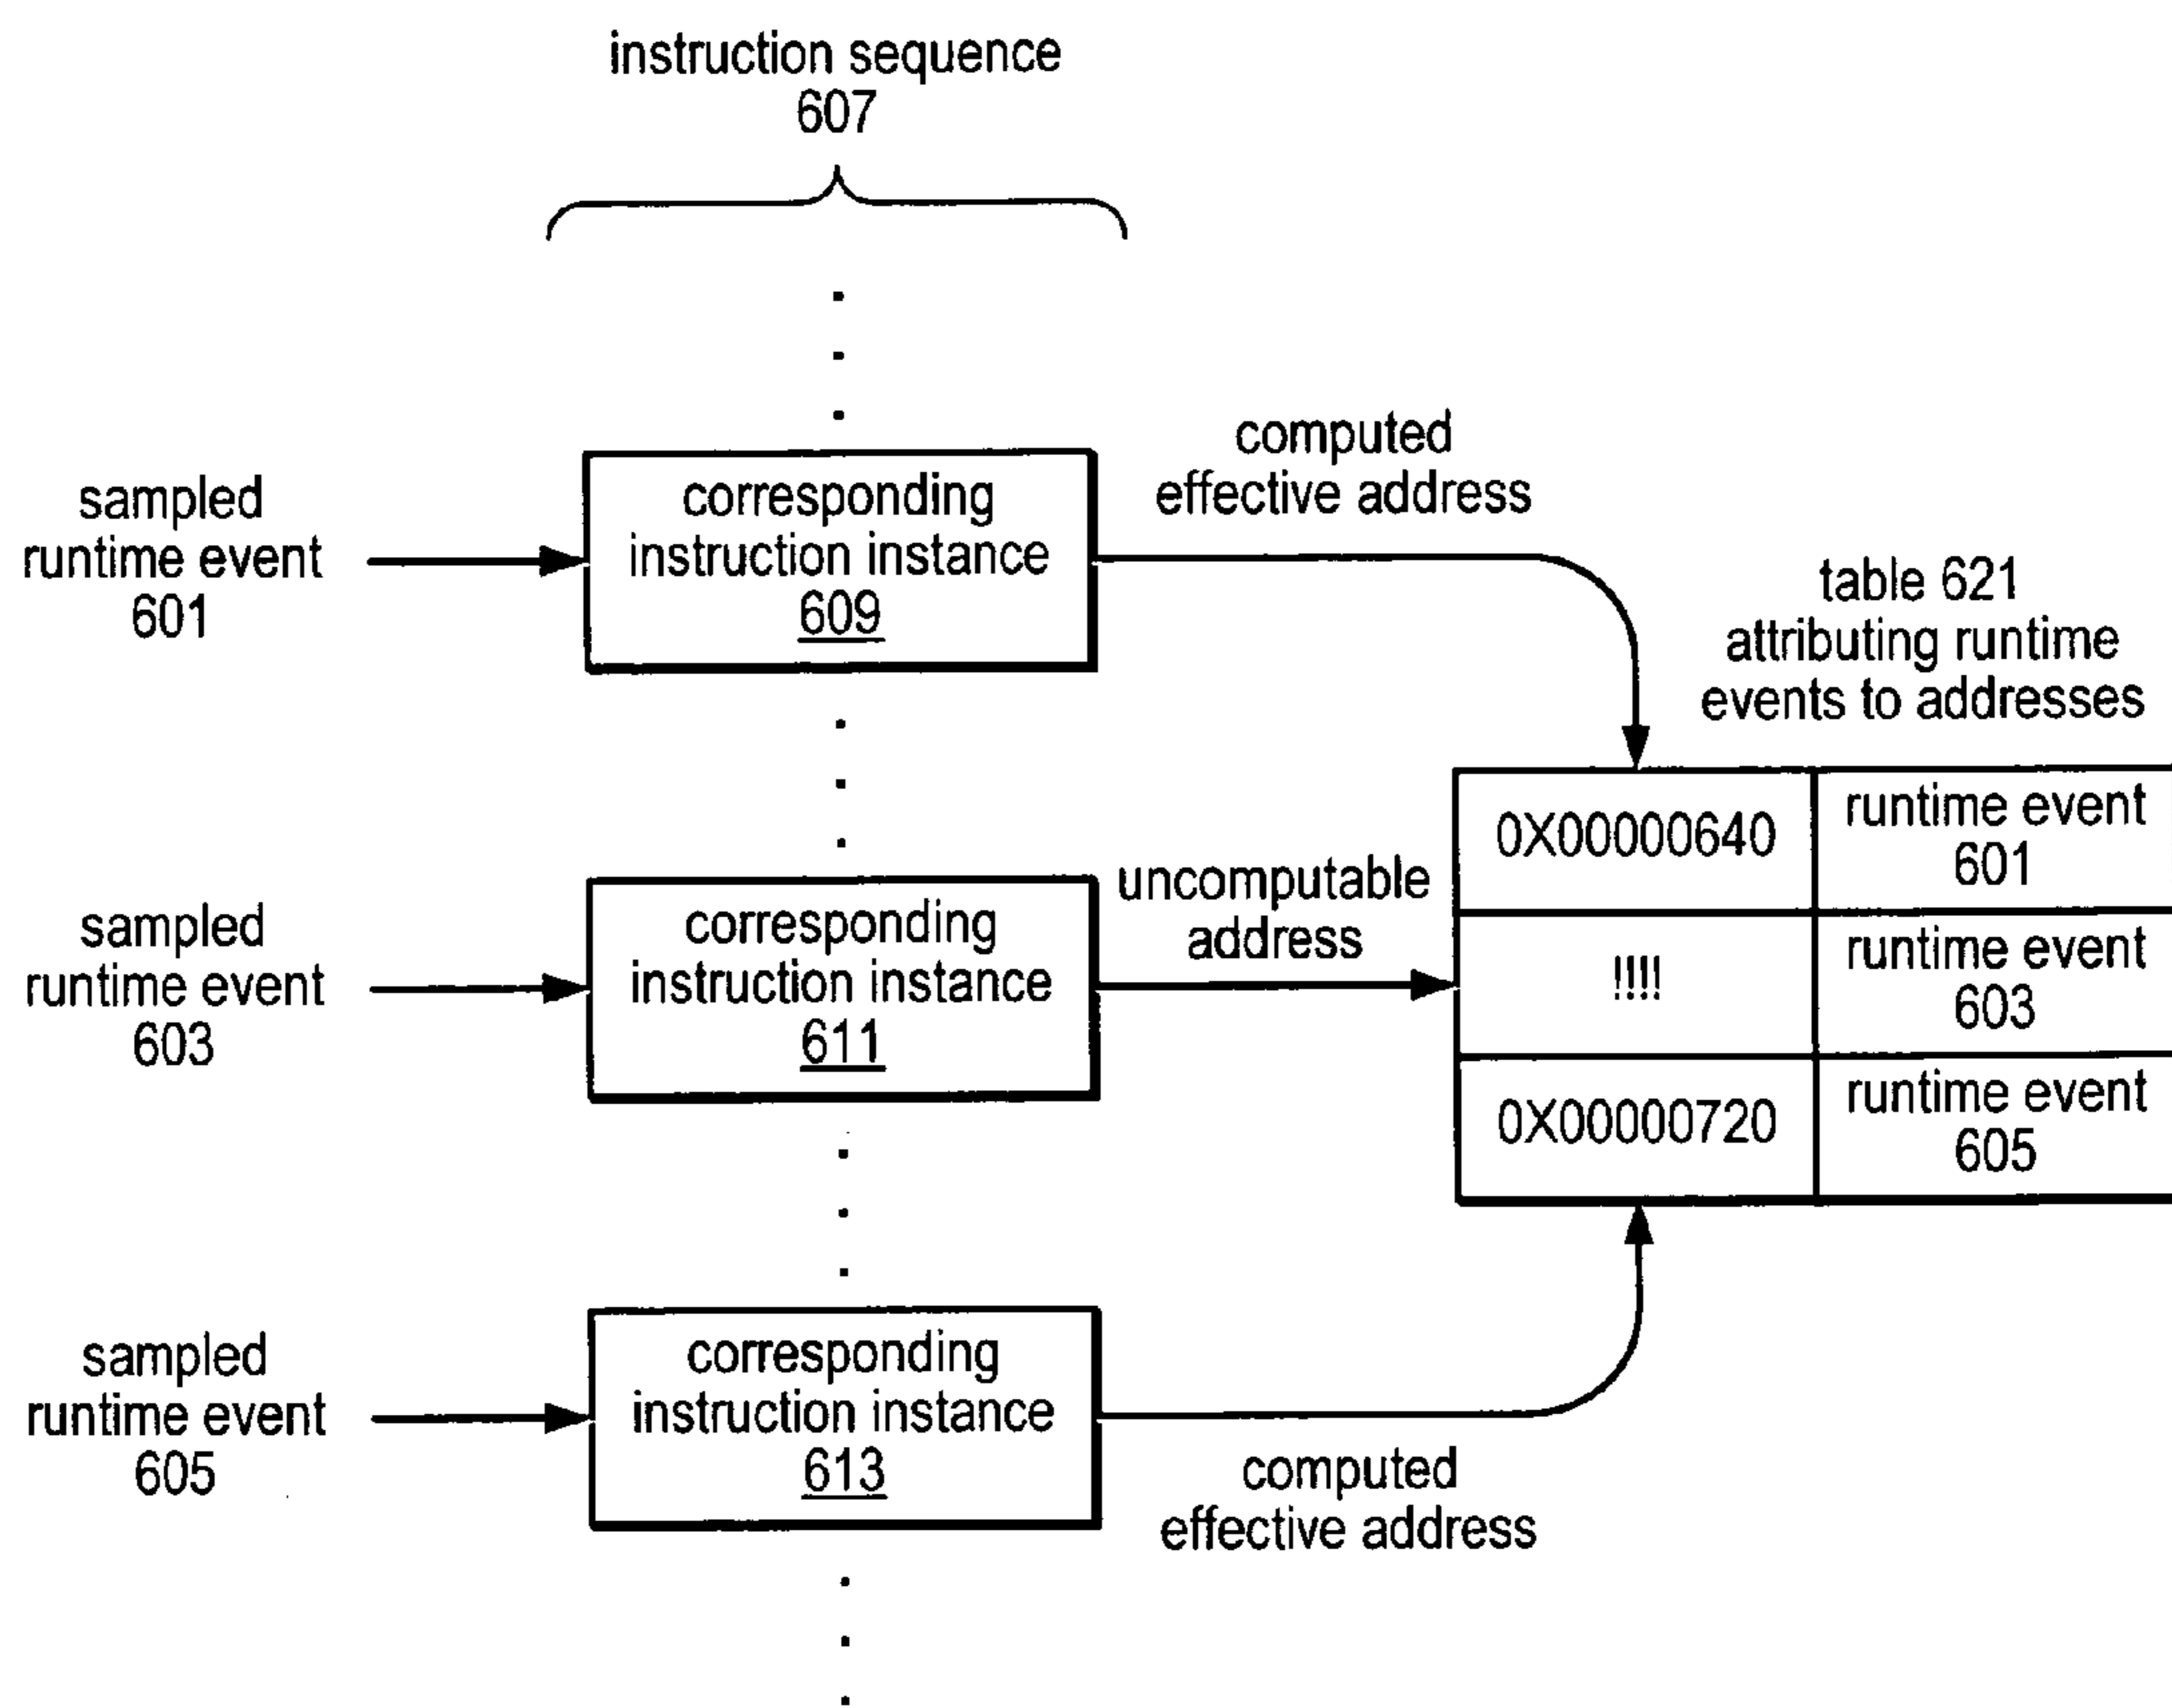 instruction sequence
607
computed
effective address
sampled
runtime event
601
corresponding
instruction instance
609
table 621
attributing runtime
events to addresses
0X00000640
runtime event
601
uncomputable
address
sampled
runtime event
603
corresponding
instruction instance
611
!!!!
runtime event
603
0X00000720
runtime event
605
sampled
runtime event
605
corresponding
instruction instance
613
computed
effective address